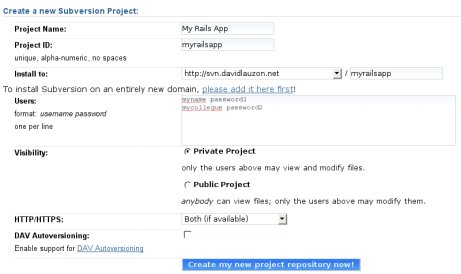 Create a new Subversion Project:
Project Name: My Rails App
Project ID: myrailsapp
unique, alpha-numeric, no spaces
Install to: http://svn.davidlauzon.net / myrailsapp
To install Subversion on an entirely new domain, please add it here first!
Users: myname password1
format: username password mycollegue password2
one per line
Visibility: Private Project
only the users above may view and modify files.
Public Project
anybody can view files; only the users above may modify them.
HTTP/HTTPS: Both (if available)
DAV Autoversioning:
Enable support for DAV Autoversioning
Create my new project repository now!